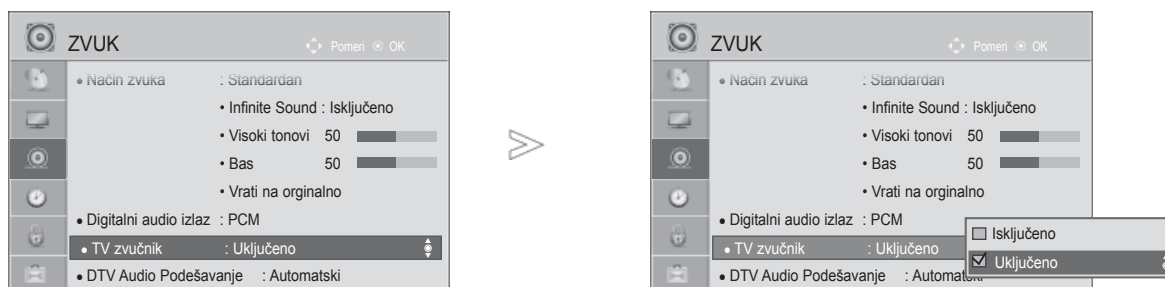 ZVUK
Pomeri OK
• Način zvuka : Standardan
• Infinite Sound : Isključeno
• Visoki tonovi 50
• Bas 50
• Vrati na orginalno
• Digitalni audio izlaz : PCM
• TV zvučnik : Uključeno
• DTV Audio Podešavanje : Automatski
ZVUK
Pomeri OK
• Način zvuka : Standardan
• Infinite Sound : Isključeno
• Visoki tonovi 50
• Bas 50
• Vrati na orginalno
• Digitalni audio izlaz : PCM
• TV zvučnik : Uključeno
• DTV Audio Podešavanje : Automatski
Isključeno
Uključeno